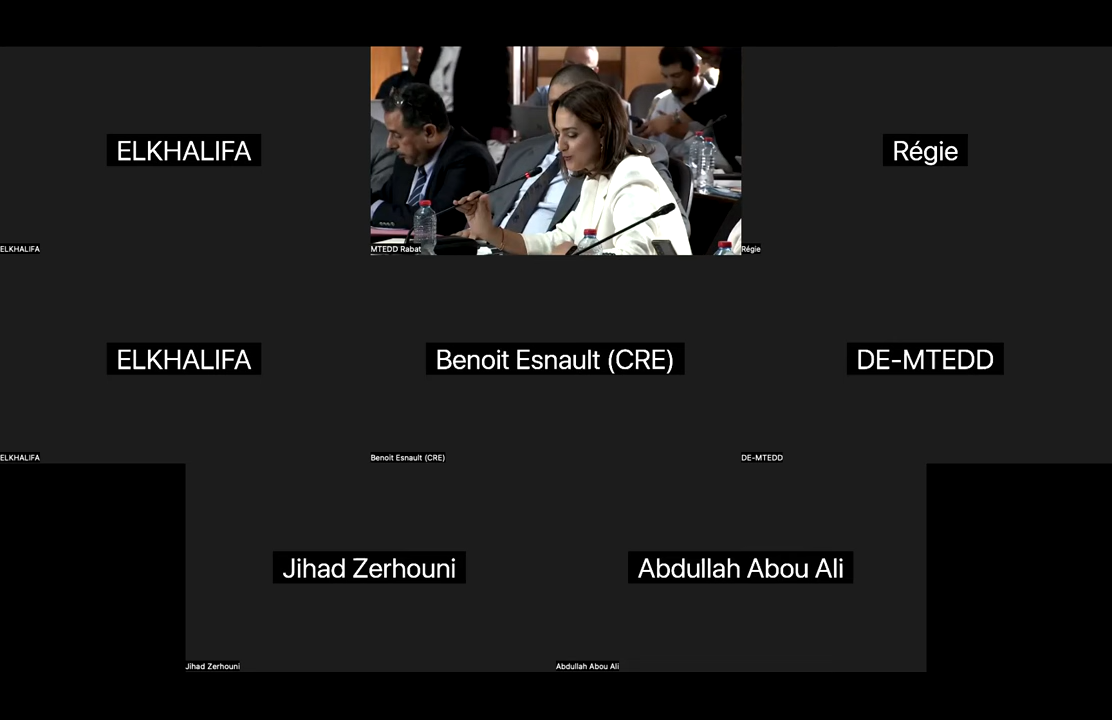 ELKHALIFA
Régie
ELKHALIFA
MTEDD Rabat
Régie
ELKHALIFA
Benoit Esnault (CRE)
DE-MTEDD
ELKHALIFA
Benoit Esnault (CRE)
DE-MTEDD
Jihad Zerhouni
Abdullah Abou Ali
Jihad Zerhouni
Abdullah Abou Ali